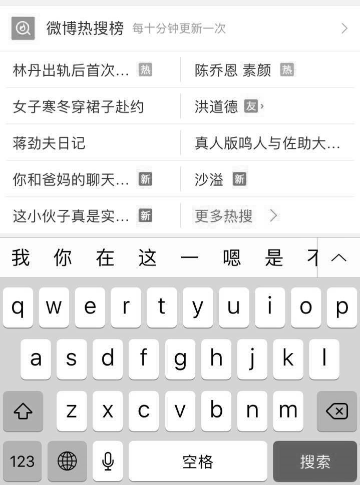 微博热搜榜 每十分钟更新一次
林丹出轨后首次... 热 陈乔恩 素颜 热
女子寒冬穿裙子赴约 洪道德 友
蒋劲夫日记 真人版鸣人与佐助大...
你和爸妈的聊天... 新 沙溢 新
这小伙子真是实... 新 更多热搜
我 你 在 这 一 嗯 是 不
q w e r t y u i o p
a s d f g h j k l
z x c v b n m
123 空格 搜索